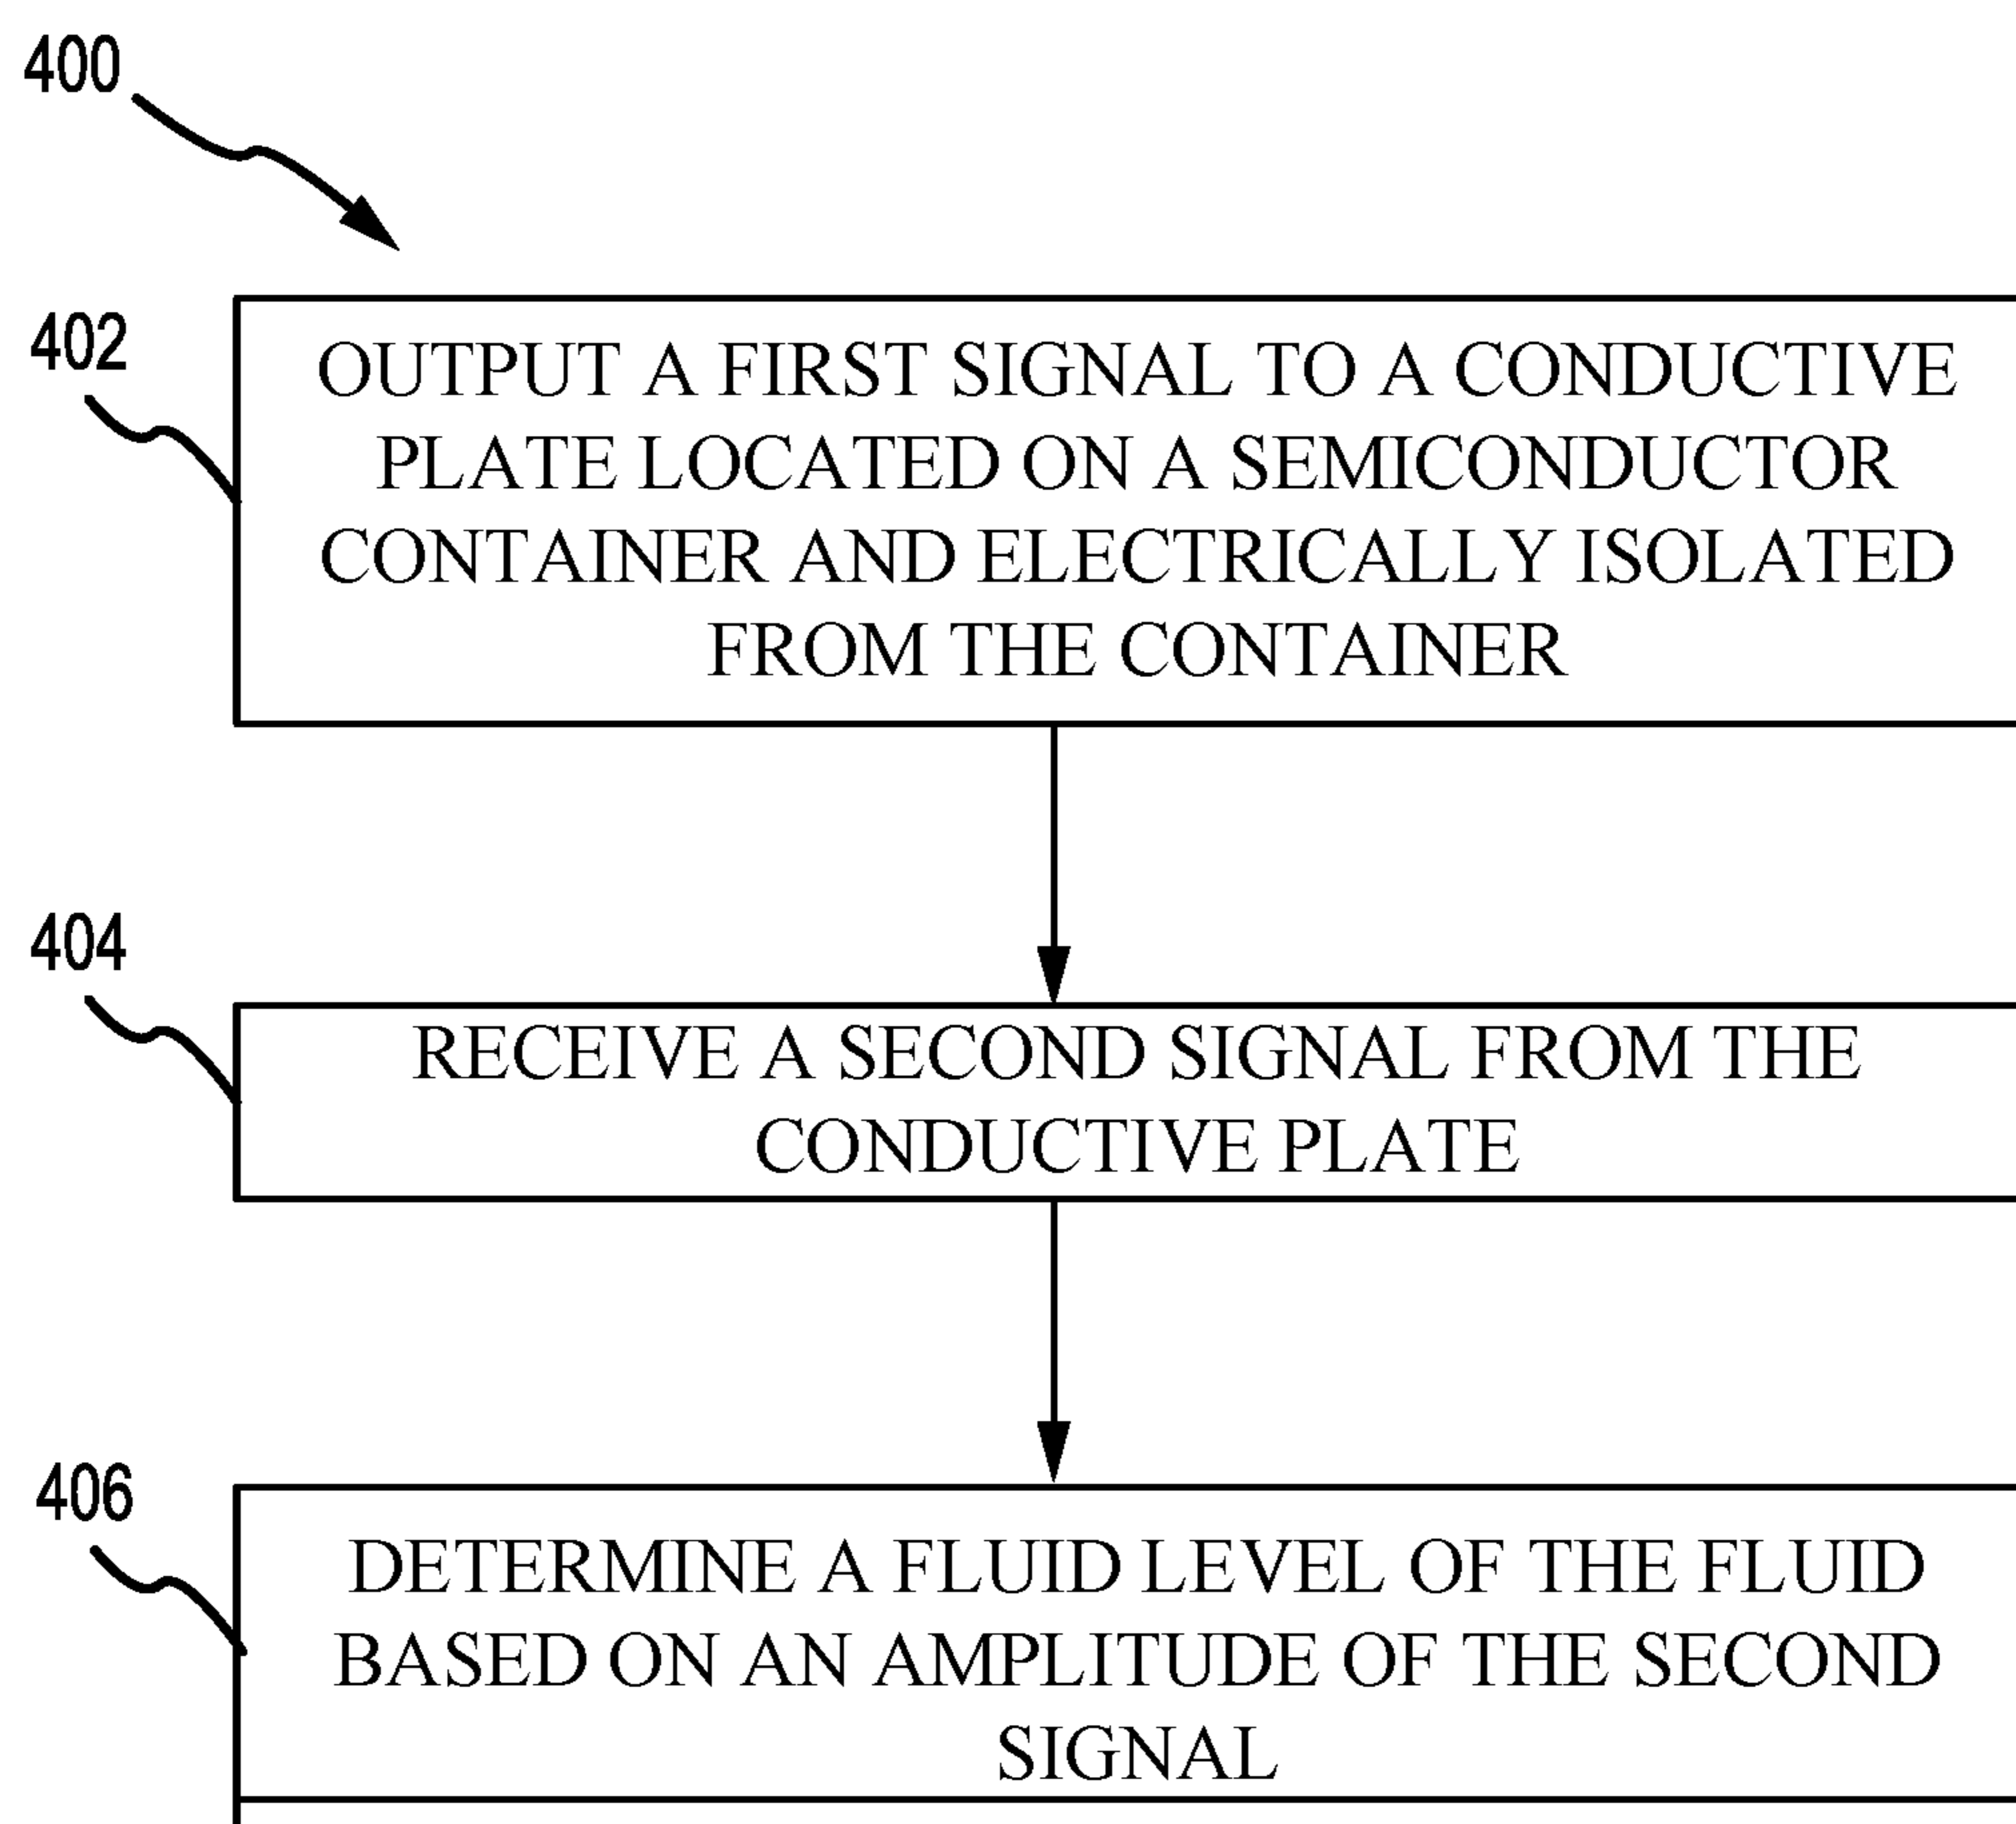 400
402
OUTPUT A FIRST SIGNAL TO A CONDUCTIVE
PLATE LOCATED ON A SEMICONDUCTOR
CONTAINER AND ELECTRICALLY ISOLATED
FROM THE CONTAINER
404
RECEIVE A SECOND SIGNAL FROM THE
CONDUCTIVE PLATE
406
DETERMINE A FLUID LEVEL OF THE FLUID
BASED ON AN AMPLITUDE OF THE SECOND
SIGNAL